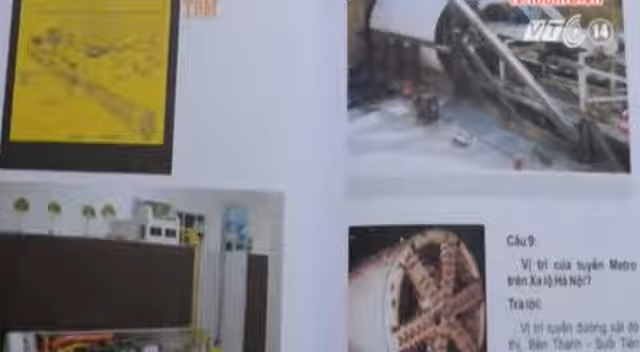 TBM
VTC 14
Câu 9:
Vị trí của tuyến Metro
trên Xa lộ Hà Nội?
Trả lời:
Vị trí tuyến đường sắt đô
thị, Bến Thành - Suối Tiên